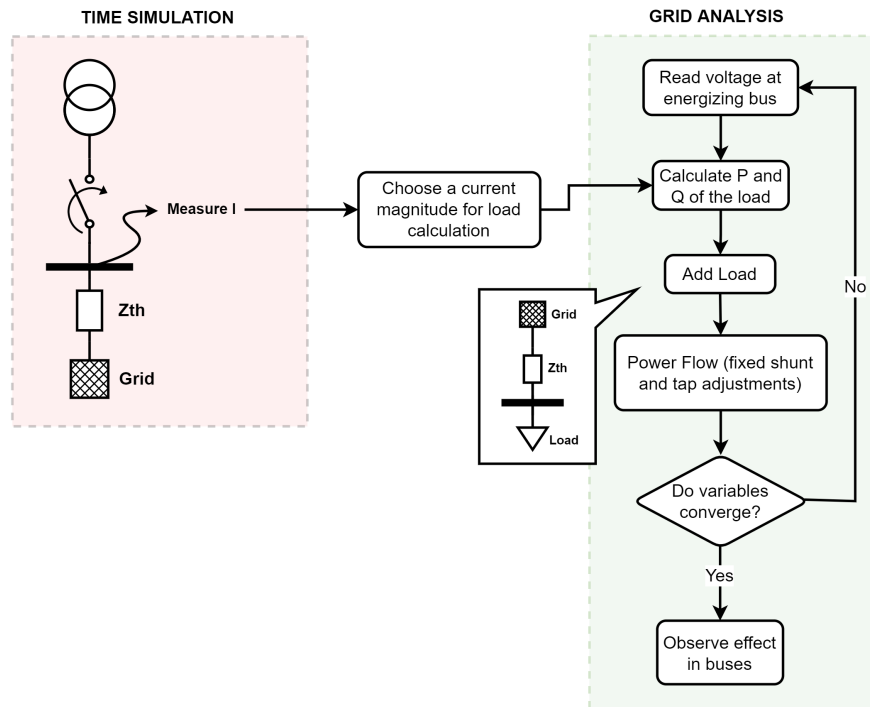 TIME SIMULATION
GRID ANALYSIS
Measure I
Zth
Grid
Choose a current
magnitude for load
calculation
Read voltage at
energizing bus
Calculate P and
Q of the load
Add Load
Grid
Zth
Load
Power Flow (fixed shunt
and tap adjustments)
Do variables
converge?
No
Yes
Observe effect
in buses